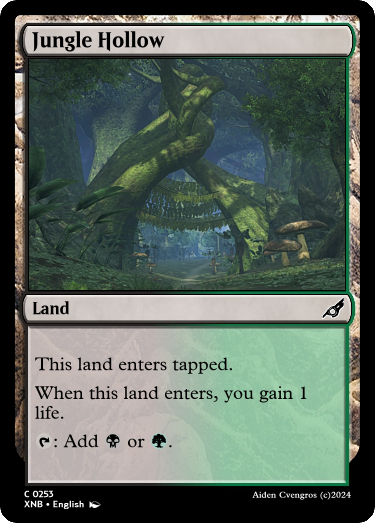 Jungle Hollow
Land
This land enters tapped.
When this land enters, you gain 1
life.
: Add or .
C 0253
XNB • English
Aiden Cvengros (c)2024